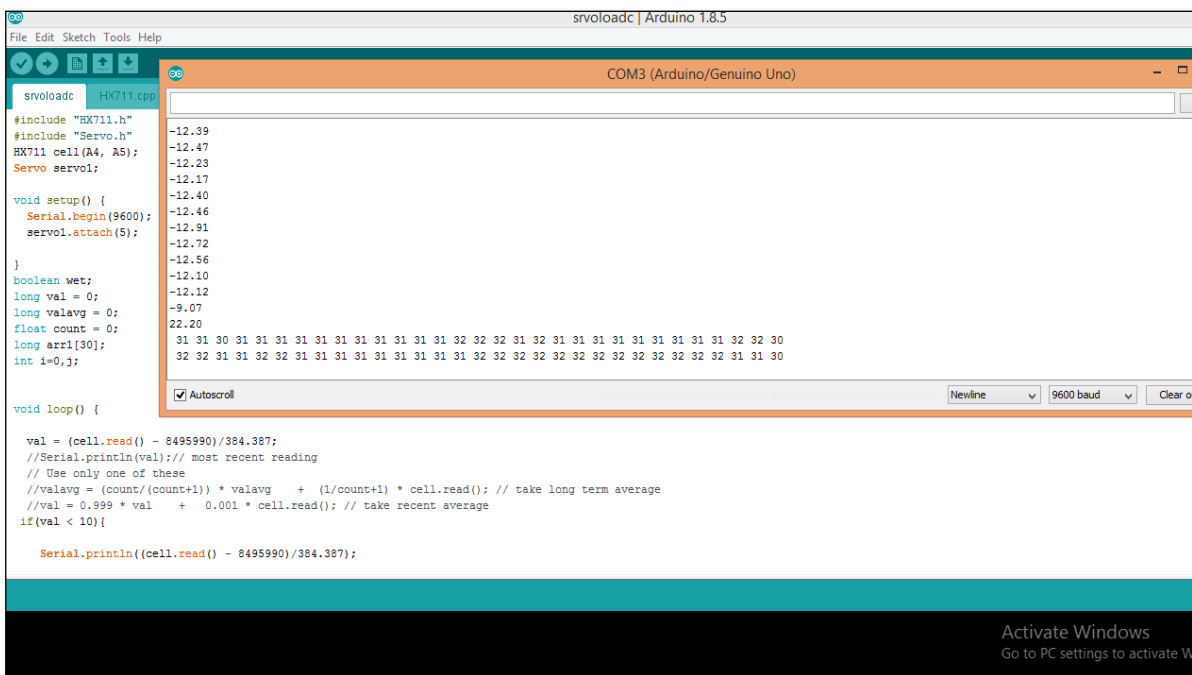 srvoloadc | Arduino 1.8.5
File Edit Sketch Tools Help
COM3 (Arduino/Genuino Uno)
srvoloadc HX711.cpp
#include "HX711.h"
#include "Servo.h"
HX711 cell(A4, A5);
Servo servo1;
void setup() {
Serial.begin(9600);
servo1.attach(5);
}
boolean wet;
long val = 0;
long valavg = 0;
float count = 0;
long arr1[30];
int i=0,j;
void loop() {
-12.39
-12.47
-12.23
-12.17
-12.40
-12.46
-12.91
-12.72
-12.56
-12.10
-12.12
-9.07
22.20
31 31 30 31 31 31 31 31 31 31 31 31 31 31 32 32 32 31 32 31 31 31 31 31 31 31 31 31 32 32 30
32 32 31 31 32 32 31 31 31 31 31 31 31 31 31 32 32 32 32 32 32 32 32 32 32 32 32 32 31 31 30
Autoscroll
Newline 9600 baud Clear o
val = (cell.read() - 8495990)/384.387;
//Serial.println(val);// most recent reading
// Use only one of these
//valavg = (count/(count+1)) * valavg + (1/count+1) * cell.read(); // take long term average
//val = 0.999 * val + 0.001 * cell.read(); // take recent average
if(val < 10){
Serial.println((cell.read() - 8495990)/384.387);
Activate Windows
Go to PC settings to activate W